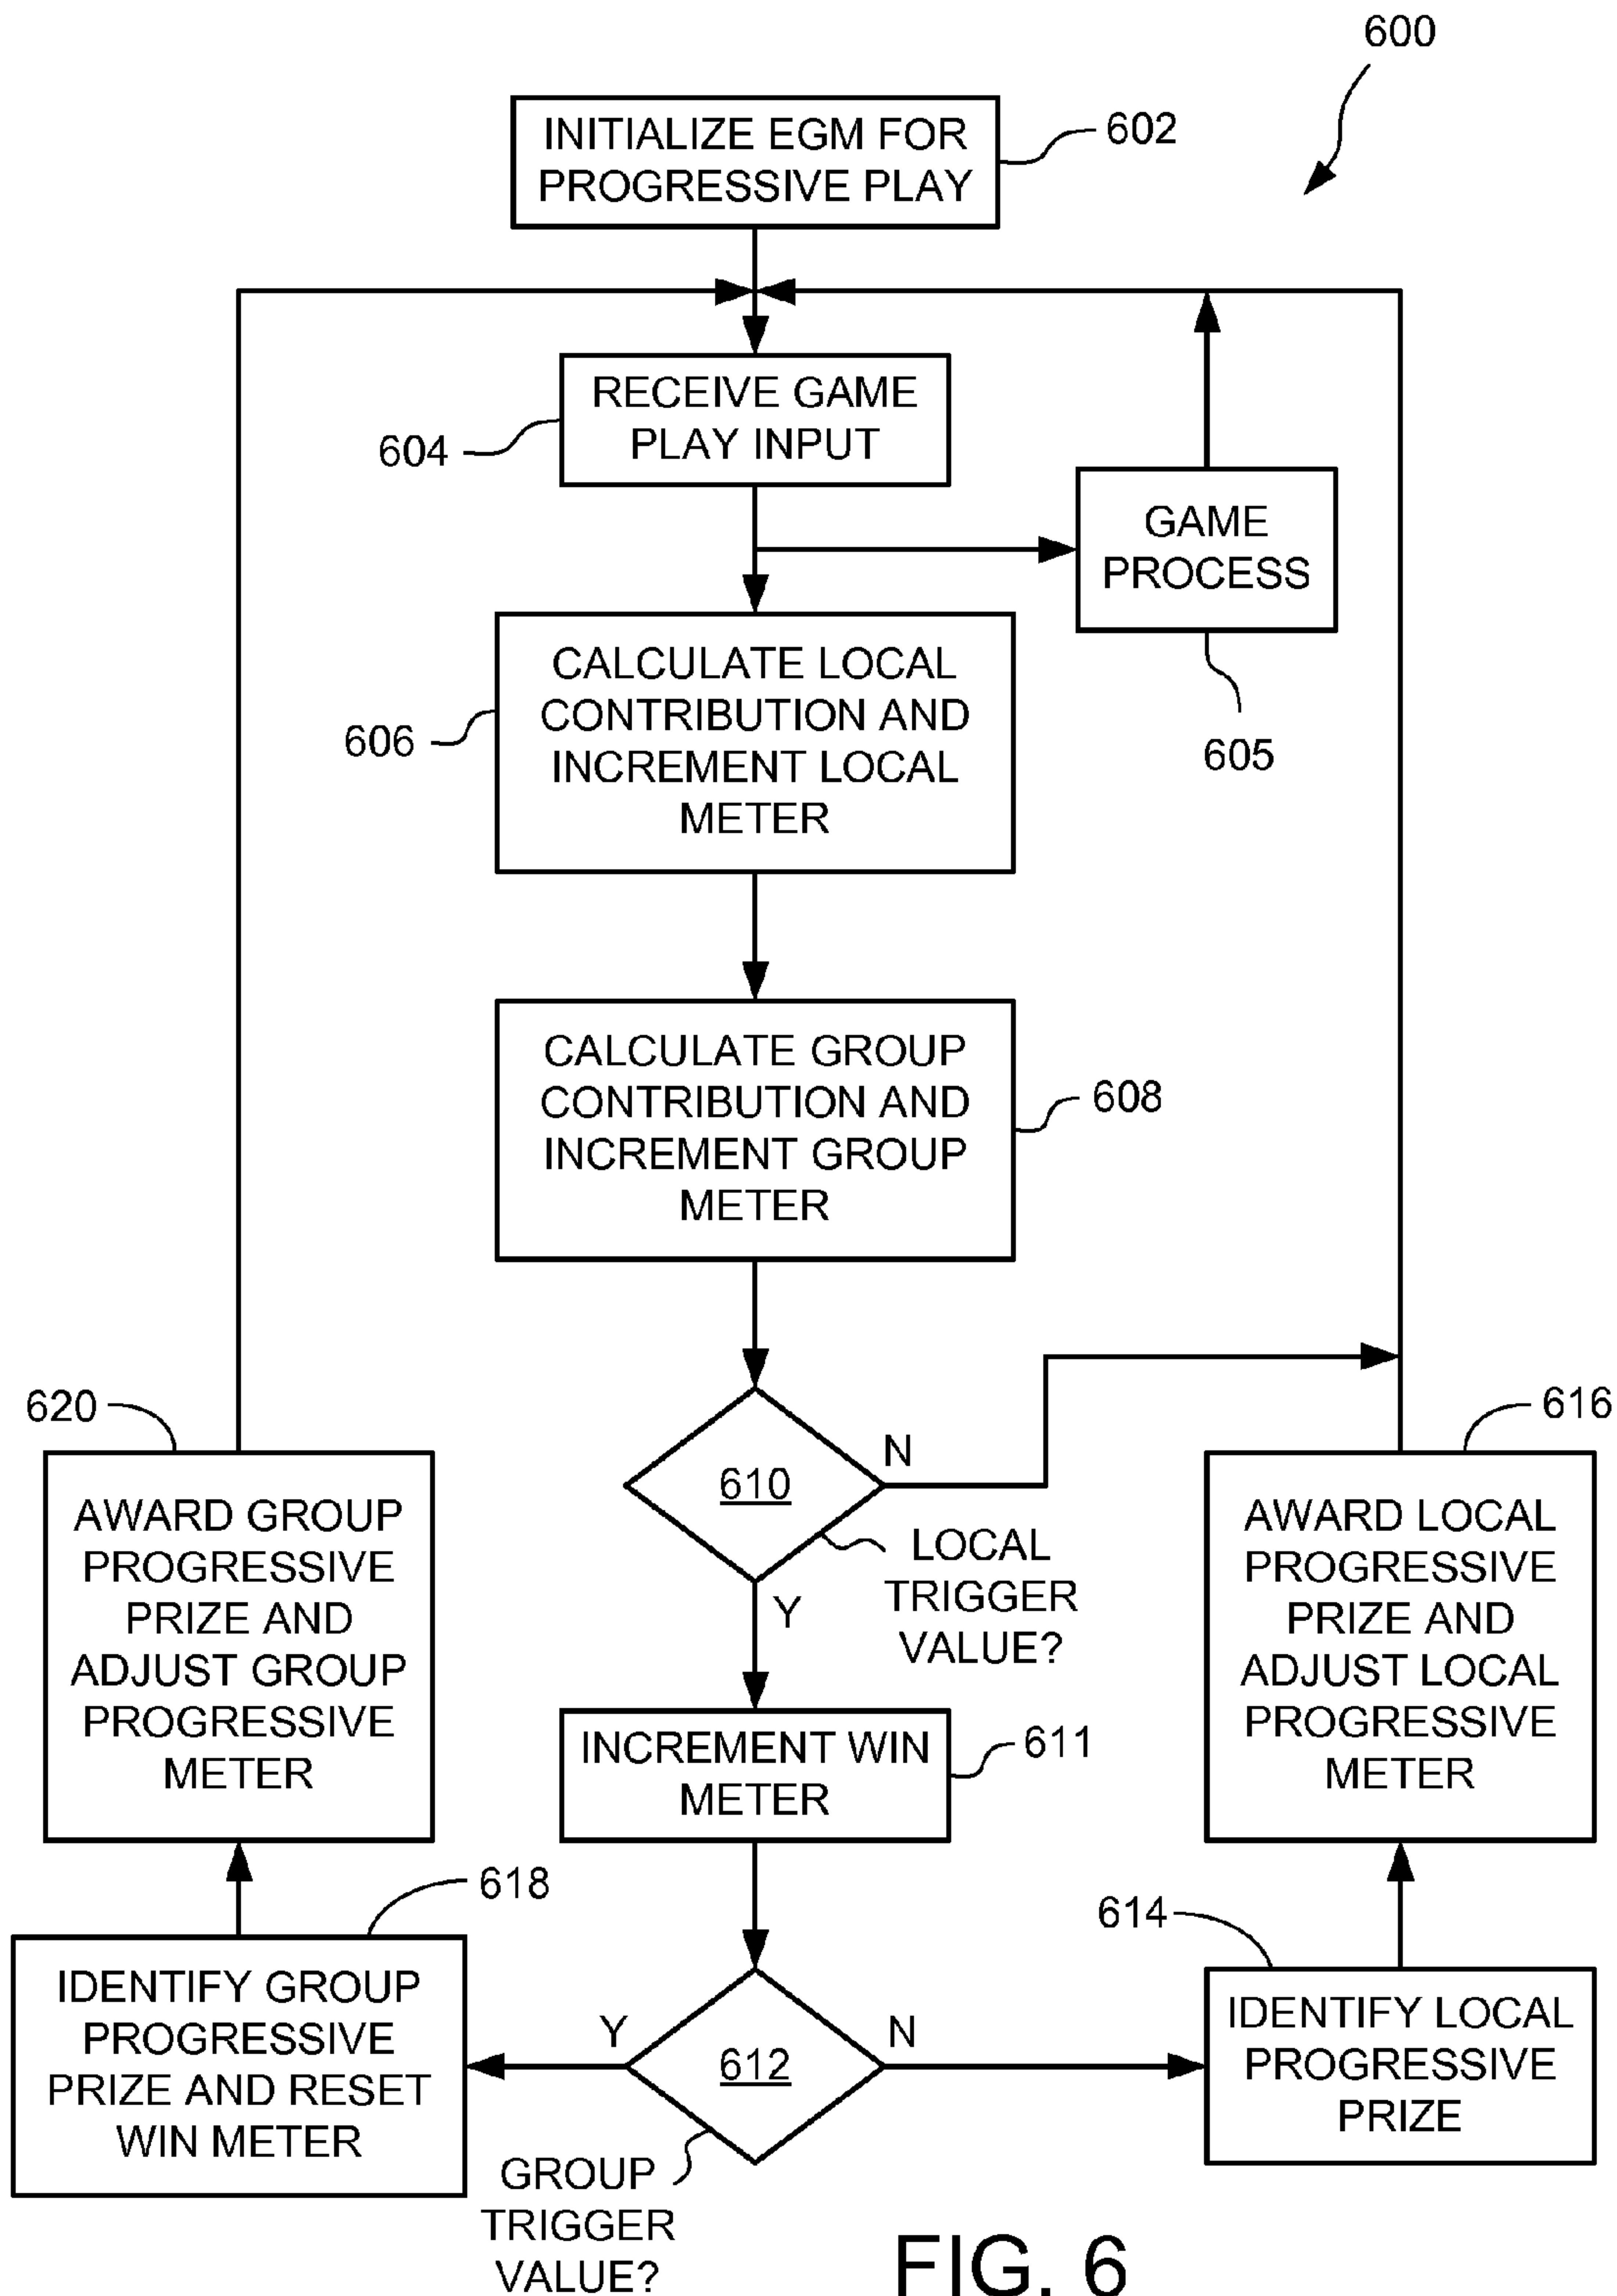 600
INITIALIZE EGM FOR
PROGRESSIVE PLAY
602
RECEIVE GAME
PLAY INPUT
604
GAME
PROCESS
605
CALCULATE LOCAL
CONTRIBUTION AND
INCREMENT LOCAL
METER
606
CALCULATE GROUP
CONTRIBUTION AND
INCREMENT GROUP
METER
608
610
N
Y
LOCAL
TRIGGER
VALUE?
620
AWARD GROUP
PROGRESSIVE
PRIZE AND
ADJUST GROUP
PROGRESSIVE
METER
616
AWARD LOCAL
PROGRESSIVE
PRIZE AND
ADJUST LOCAL
PROGRESSIVE
METER
INCREMENT WIN
METER
611
618
IDENTIFY GROUP
PROGRESSIVE
PRIZE AND RESET
WIN METER
Y
612
N
GROUP
TRIGGER
VALUE?
614
IDENTIFY LOCAL
PROGRESSIVE
PRIZE
FIG. 6